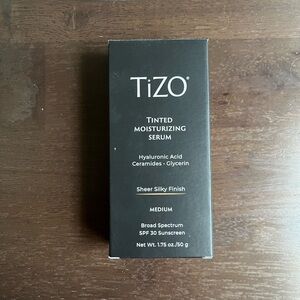 TiZO®
TINTED
MOISTURIZING
SERUM
Hyaluronic Acid
Ceramides • Glycerin
Sheer Silky Finish
MEDIUM
Broad Spectrum
SPF 30 Sunscreen
Net Wt. 1.75 oz./50 g